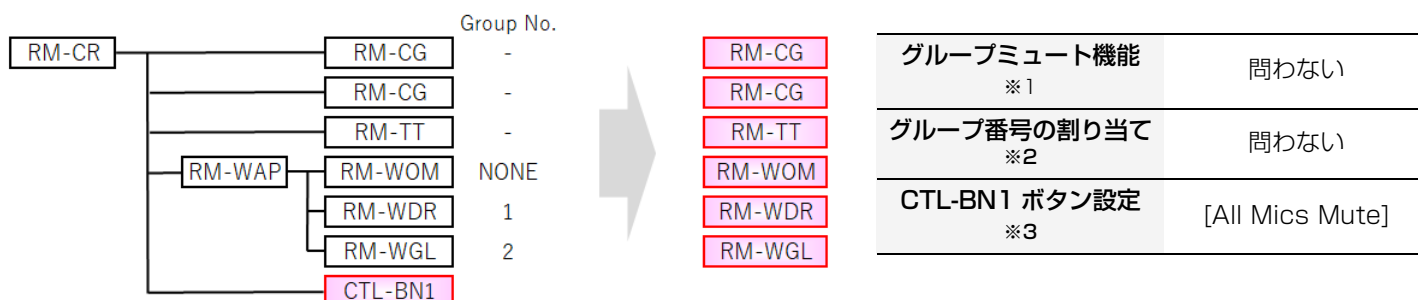 Group No.
RM-CR RM-CG - RM-CG
RM-CG - RM-CG
RM-TT - RM-TT
RM-WAP RM-WOM NONE RM-WOM
RM-WDR 1 RM-WDR
RM-WGL 2 RM-WGL
CTL-BN1
グループミュート機能
※1
問わない
グループ番号の割り当て
※2
問わない
CTL-BN1 ボタン設定
※3
[All Mics Mute]